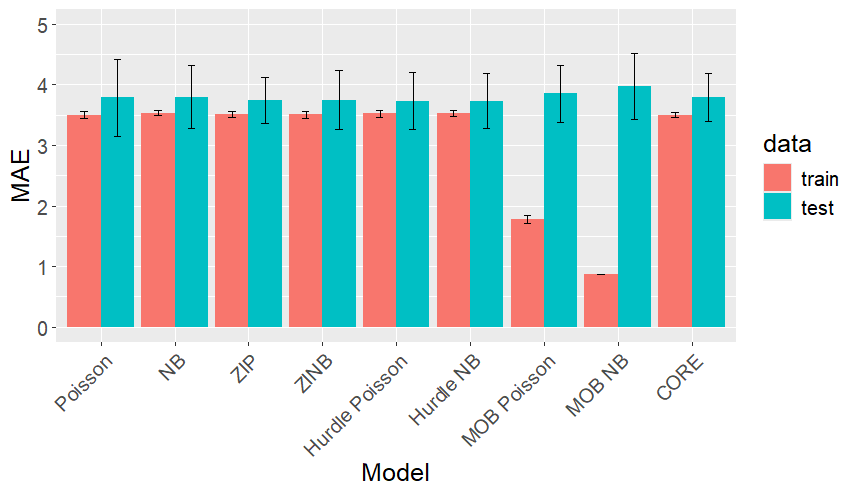 MAE
5
4
3
2
1
0
Poisson
NB
ZIP
ZINB
Hurdle Poisson
Hurdle NB
MOB Poisson
MOB NB
CORE
Model
data
train
test